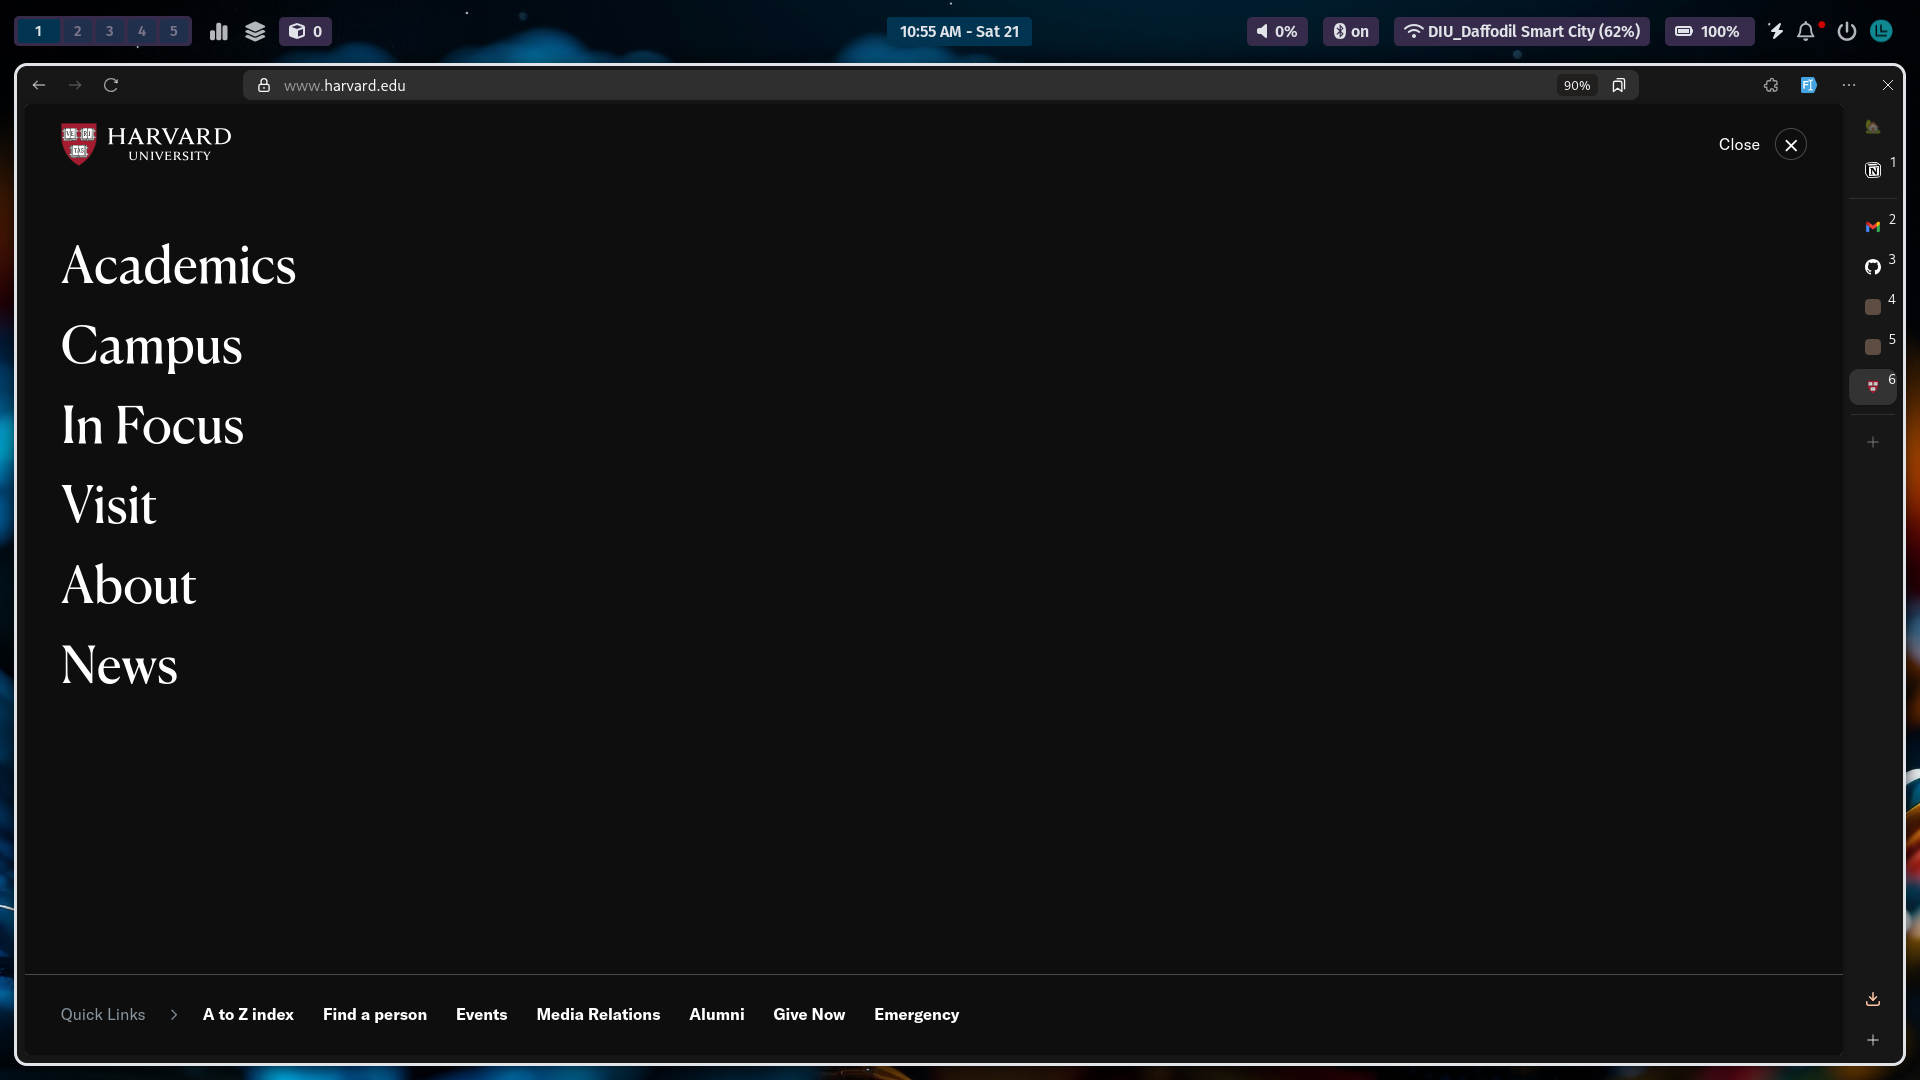 1 2 3 4 5 0 10:55 AM - Sat 21 0% on DIU_Daffodil Smart City (62%) 100%
www.harvard.edu 90%
HARVARD
UNIVERSITY
Close
Academics
Campus
In Focus
Visit
About
News
1
2
3
4
5
6
Quick Links A to Z index Find a person Events Media Relations Alumni Give Now Emergency